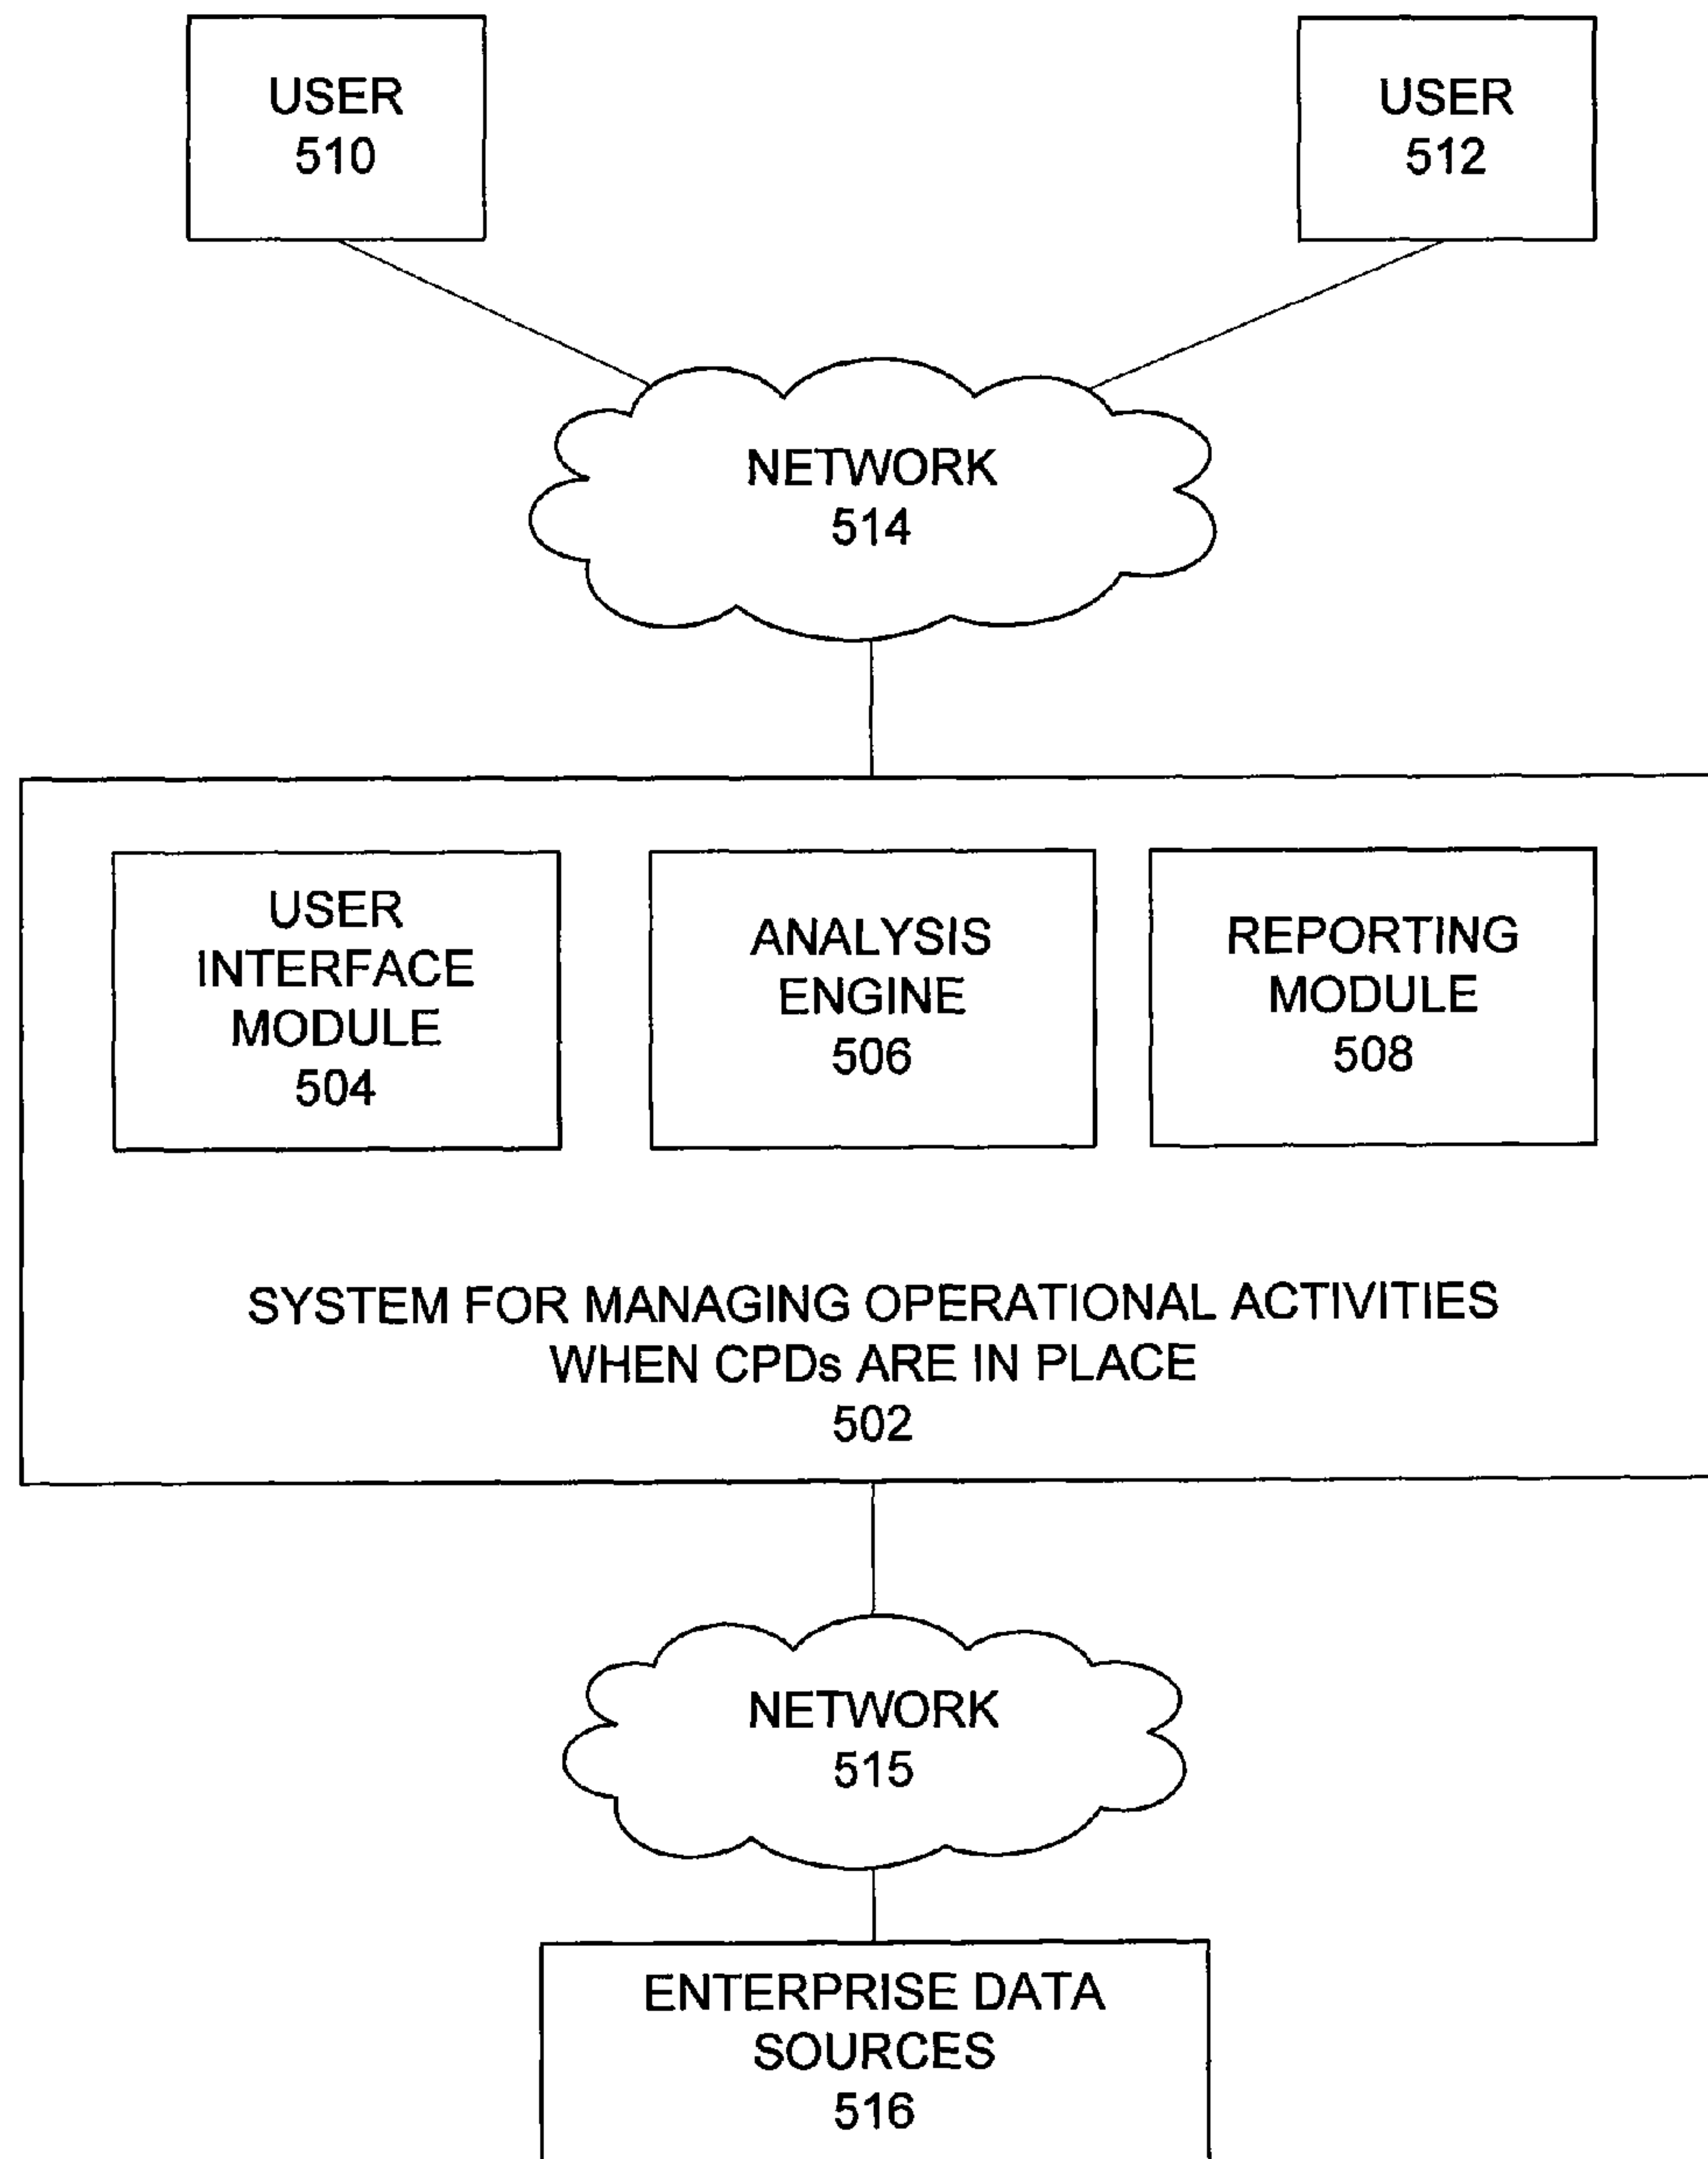 USER
510
USER
512
NETWORK
514
USER
INTERFACE
MODULE
504
ANALYSIS
ENGINE
506
REPORTING
MODULE
508
SYSTEM FOR MANAGING OPERATIONAL ACTIVITIES
WHEN CPDs ARE IN PLACE
502
NETWORK
515
ENTERPRISE DATA
SOURCES
516